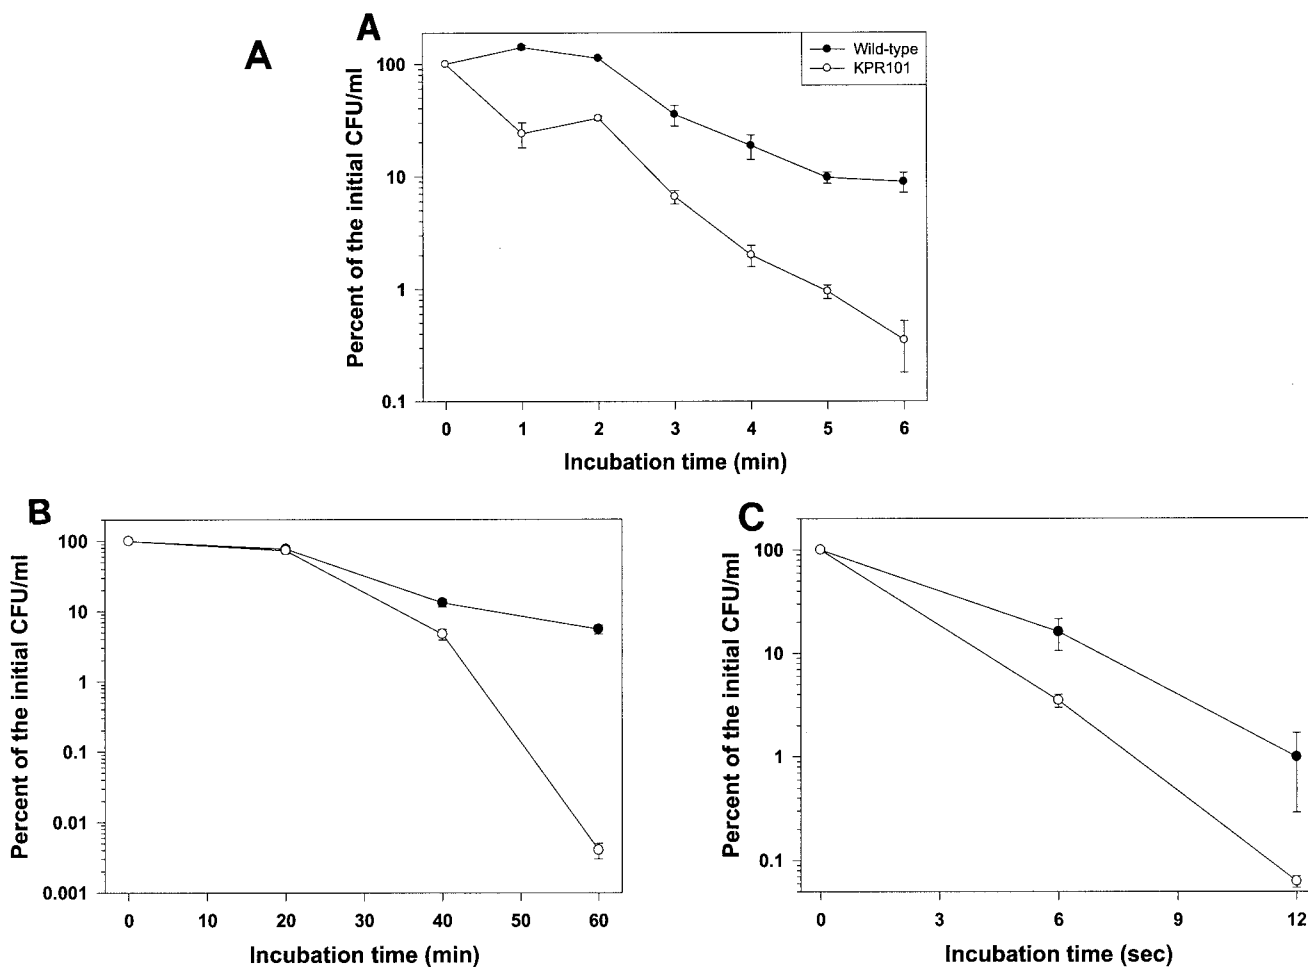 A
A
Wild-type
KPR101
100
10
1
0.1
Percent of the initial CFU/ml
0 1 2 3 4 5 6
Incubation time (min)
B
100
10
1
0.1
0.01
0.001
Percent of the initial CFU/ml
0 10 20 30 40 50 60
Incubation time (min)
C
100
10
1
0.1
Percent of the initial CFU/ml
0 3 6 9 12
Incubation time (sec)